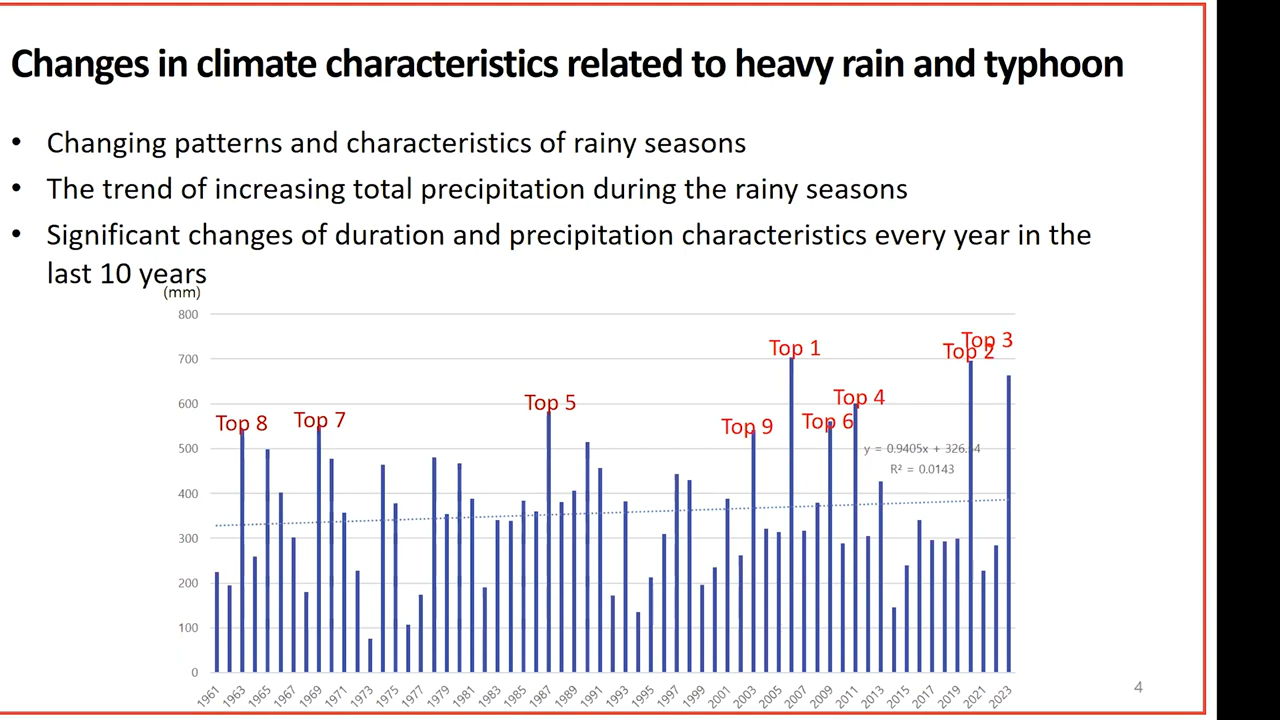 Changes in climate characteristics related to heavy rain and typhoon
• Changing patterns and characteristics of rainy seasons
• The trend of increasing total precipitation during the rainy seasons
• Significant changes of duration and precipitation characteristics every year in the
last 10 years
(mm)
800
700
600
500
400
300
200
100
0
Top 8
Top 7
Top 5
Top 9
Top 1
Top 6
Top 4
Top 2
Top 3
y = 0.9405x +
R² = 0.0143
1961 1963 1965 1967 1969 1971 1973 1975 1977 1979 1981 1983 1985 1987 1989 1991 1993 1995 1997 1999 2001 2003 2005 2007 2009 2011 2013 2015 2017 2019 2021 2023
4